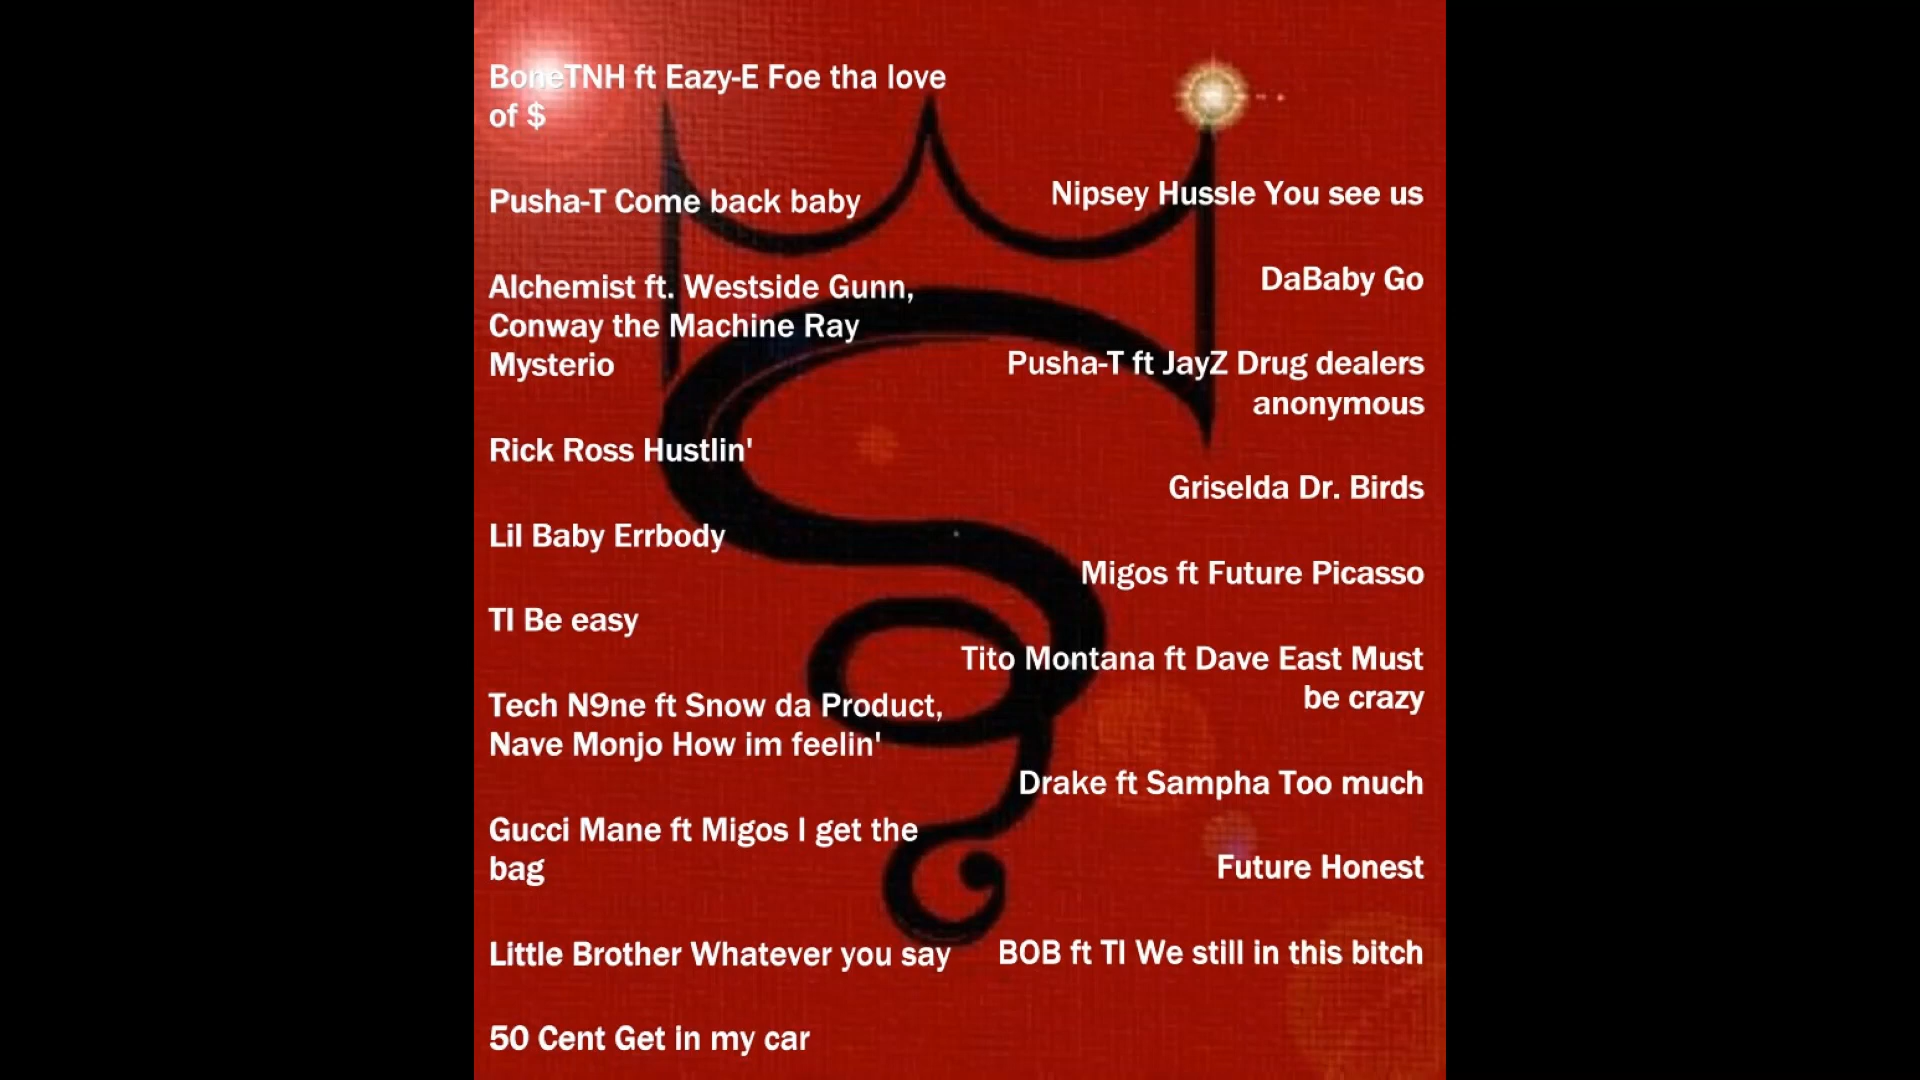 BoneTNH ft Eazy-E Foe tha love
of $
Pusha-T Come back baby
Alchemist ft. Westside Gunn,
Conway the Machine Ray
Mysterio
Rick Ross Hustlin'
Lil Baby Errbody
TI Be easy
Tech N9ne ft Snow da Product,
Nave Monjo How im feelin'
Gucci Mane ft Migos I get the
bag
Little Brother Whatever you say
50 Cent Get in my car
Nipsey Hussle You see us
DaBaby Go
Pusha-T ft JayZ Drug dealers
anonymous
Griselda Dr. Birds
Migos ft Future Picasso
Tito Montana ft Dave East Must
be crazy
Drake ft Sampha Too much
Future Honest
BOB ft TI We still in this bitch